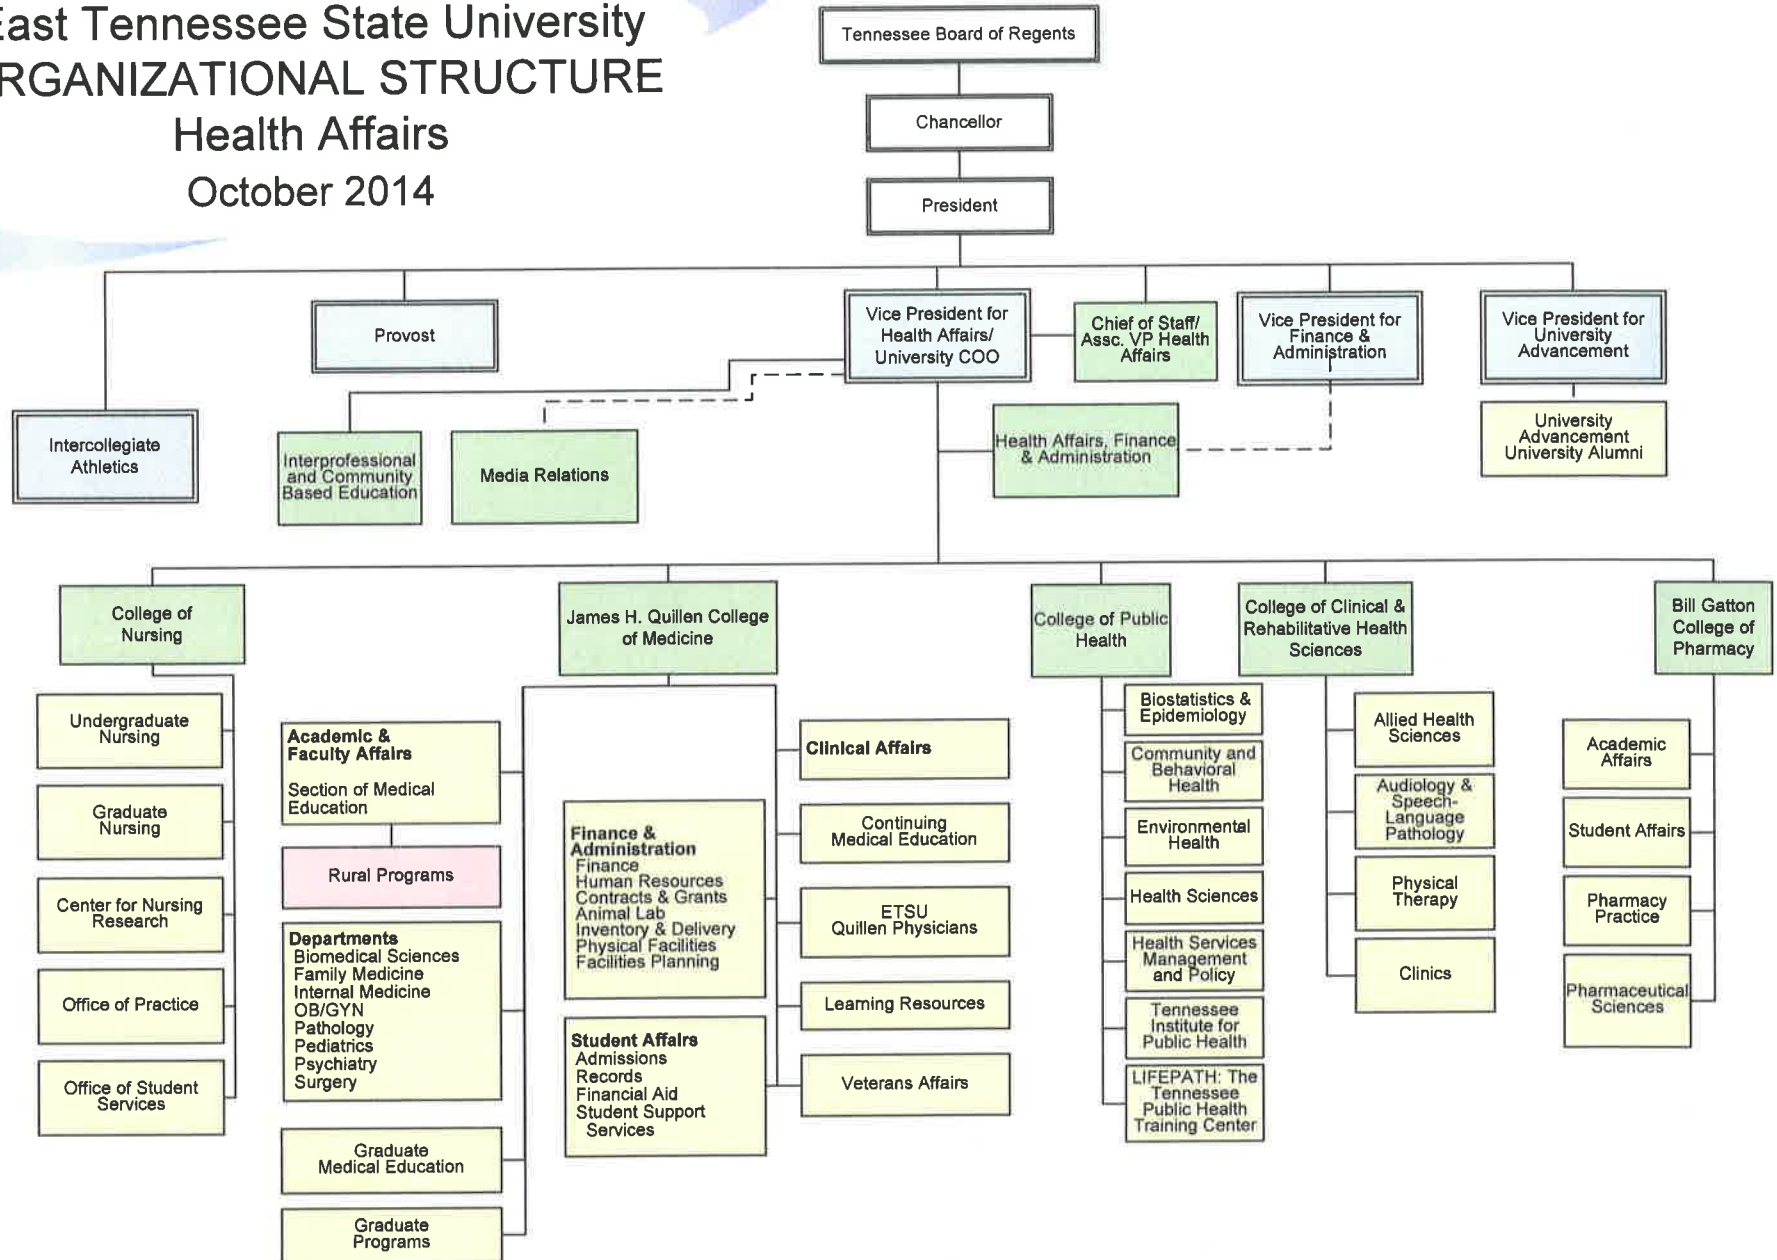 East Tennessee State University
RGANIZATIONAL STRUCTURE
Health Affairs
October 2014
Tennessee Board of Regents
Chancellor
President
Intercollegiate
Athletics
Provost
Vice President for
Health Affairs/
University COO
Chief of Staff/
Assc. VP Health
Affairs
Vice President for
Finance &
Administration
Vice President for
University
Advancement
Interprofessional
and Community
Based Education
Media Relations
Health Affairs, Finance
& Administration
University
Advancement
University Alumni
College of
Nursing
James H. Quillen College
of Medicine
College of Public
Health
College of Clinical &
Rehabilitative Health
Sciences
Bill Gatton
College of
Pharmacy
Undergraduate
Nursing
Graduate
Nursing
Center for Nursing
Research
Office of Practice
Office of Student
Services
Academic &
Faculty Affairs
Section of Medical
Education
Rural Programs
Departments
Biomedical Sciences
Family Medicine
Internal Medicine
OB/GYN
Pathology
Pediatrics
Psychiatry
Surgery
Graduate
Medical Education
Graduate
Programs
Finance &
Administration
Finance
Human Resources
Contracts & Grants
Animal Lab
Inventory & Delivery
Physical Facilities
Facilities Planning
Student Affairs
Admissions
Records
Financial Aid
Student Support
Services
Clinical Affairs
Continuing
Medical Education
ETSU
Quillen Physicians
Learning Resources
Veterans Affairs
Biostatistics &
Epidemiology
Community and
Behavioral
Health
Environmental
Health
Health Sciences
Health Services
Management
and Policy
Tennessee
Institute for
Public Health
LIFEPATH: The
Tennessee
Public Health
Training Center
Allied Health
Sciences
Audiology &
Speech-
Language
Pathology
Physical
Therapy
Clinics
Academic
Affairs
Student Affairs
Pharmacy
Practice
Pharmaceutical
Sciences